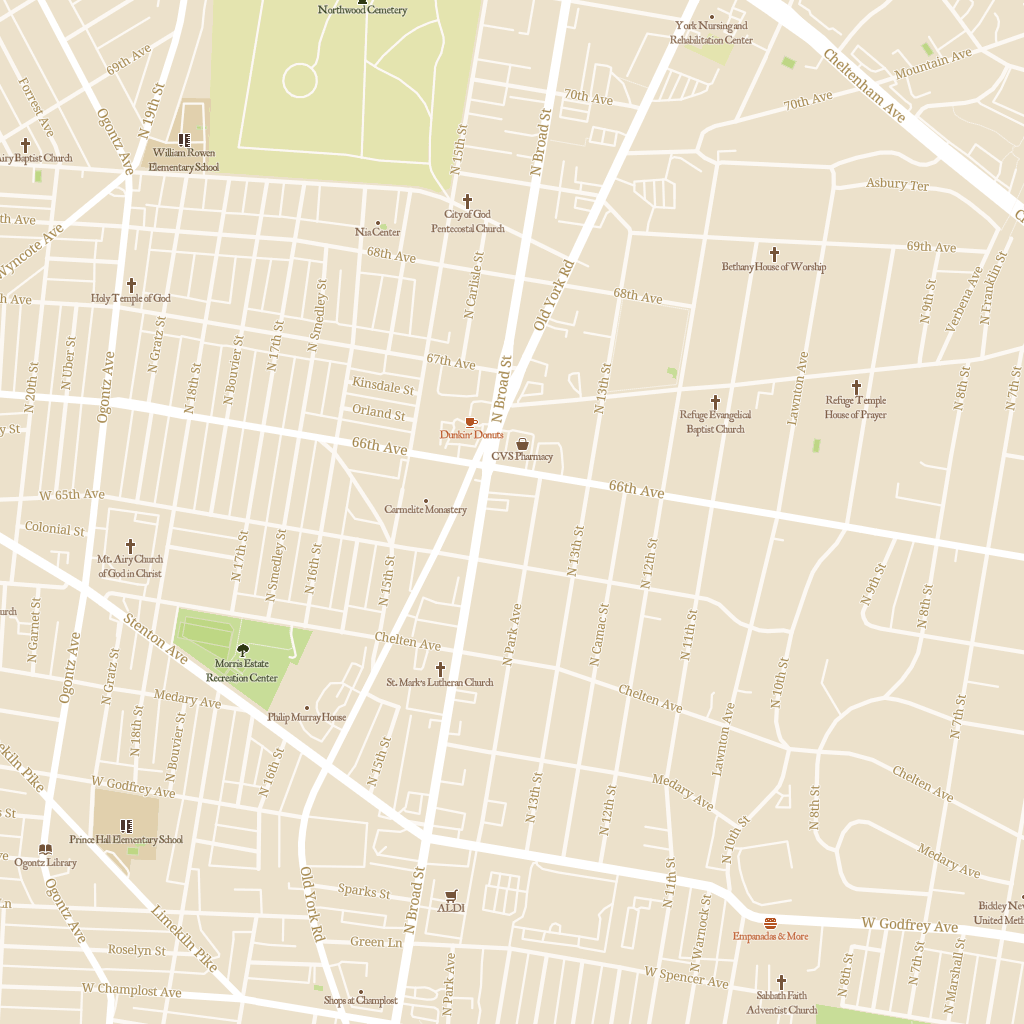 Northwood Cemetery
York Nursing and
Rehabilitation Center
69th Ave
N 19th St
Cheltenham Ave
Mountain Ave
Forrest Ave
Ogontz Ave
70th Ave
70th Ave
N 15th St
N Broad St
William Rowen
Elementary School
Airy Baptist Church
Asbury Ter
City of God
Pentecostal Church
Nia Center
Wyncote Ave
68th Ave
69th Ave
Bethany House of Worship
Holy Temple of God
N Carlisle St
Old York Rd
68th Ave
N 9th St
Verbena Ave
N Franklin St
N Smedley St
N Gratz St
N Uber St
N 20th St
Ogontz Ave
N 18th St
N Bouvier St
N 17th St
67th Ave
Kinsdale St
Orland St
N Broad St
N 13th St
Lawnton Ave
N 8th St
N 7th St
Refuge Evangelical
Baptist Church
Refuge Temple
House of Prayer
Dunkin' Donuts
66th Ave
CVS Pharmacy
66th Ave
W 65th Ave
Carmelite Monastery
Colonial St
Mt. Airy Church
of God in Christ
N 17th St
N Smedley St
N 16th St
N 15th St
N 13th St
N 12th St
N 9th St
N 8th St
N Garnet St
Stenton Ave
Chelten Ave
N Park Ave
N Camac St
N 11th St
Morris Estate
Recreation Center
St. Mark's Lutheran Church
Ogontz Ave
N Gratz St
Medary Ave
Chelten Ave
N 10th St
Philip Murray House
N 18th St
N Bouvier St
N 16th St
N 15th St
Lawnton Ave
N 7th St
W Godfrey Ave
N 13th St
N 12th St
Medary Ave
N 8th St
Chelten Ave
Prince Hall Elementary School
N 10th St
Medary Ave
Ogontz Library
Ogontz Ave
Limekiln Pike
Old York Rd
Sparks St
N Broad St
ALDI
N 11th St
N Warnock St
Empanadas & More
W Godfrey Ave
Green Ln
Roselyn St
W Champlost Ave
Shops at Champlost
N Park Ave
W Spencer Ave
Sabbath Faith
Adventist Church
N 8th St
N 7th St
N Marshall St